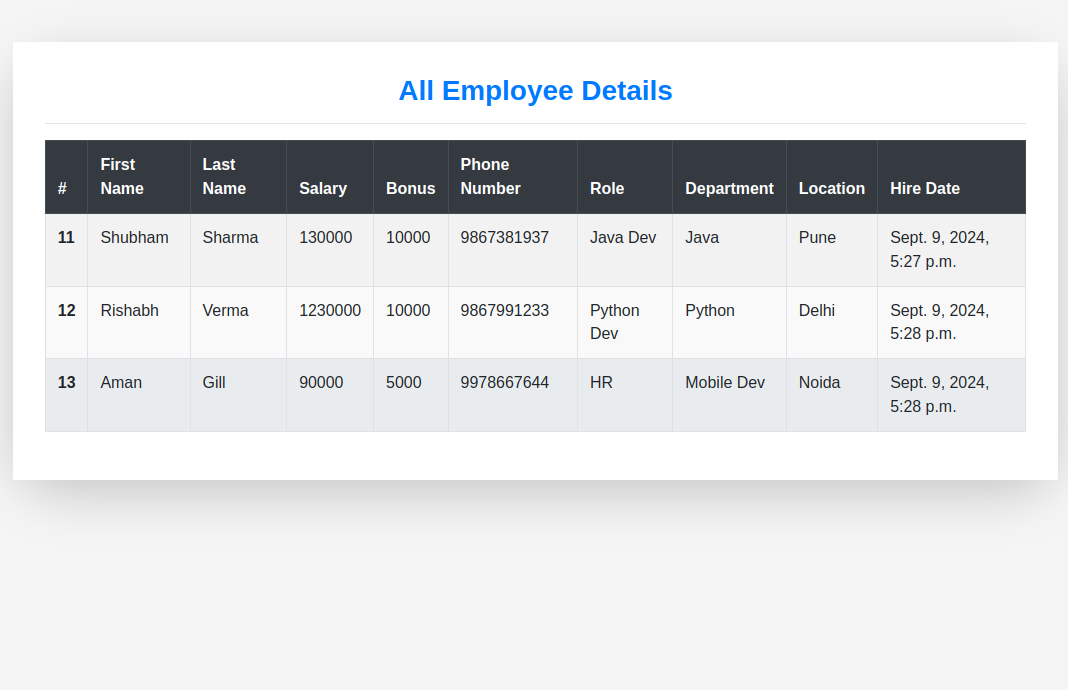 All Employee Details
# First Name Last Name Salary Bonus Phone Number Role Department Location Hire Date
11 Shubham Sharma 130000 10000 9867381937 Java Dev Java Pune Sept. 9, 2024, 5:27 p.m.
12 Rishabh Verma 1230000 10000 9867991233 Python Dev Python Delhi Sept. 9, 2024, 5:28 p.m.
13 Aman Gill 90000 5000 9978667644 HR Mobile Dev Noida Sept. 9, 2024, 5:28 p.m.